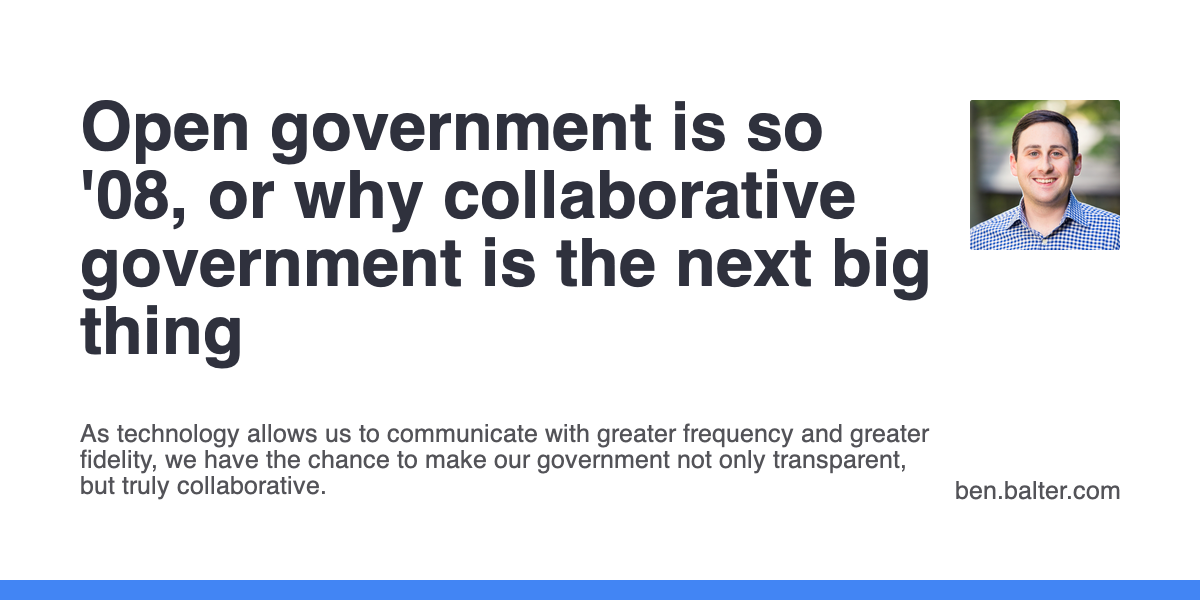 Open government is so
'08, or why collaborative
government is the next big
thing
As technology allows us to communicate with greater frequency and greater
fidelity, we have the chance to make our government not only transparent,
but truly collaborative.
ben.balter.com